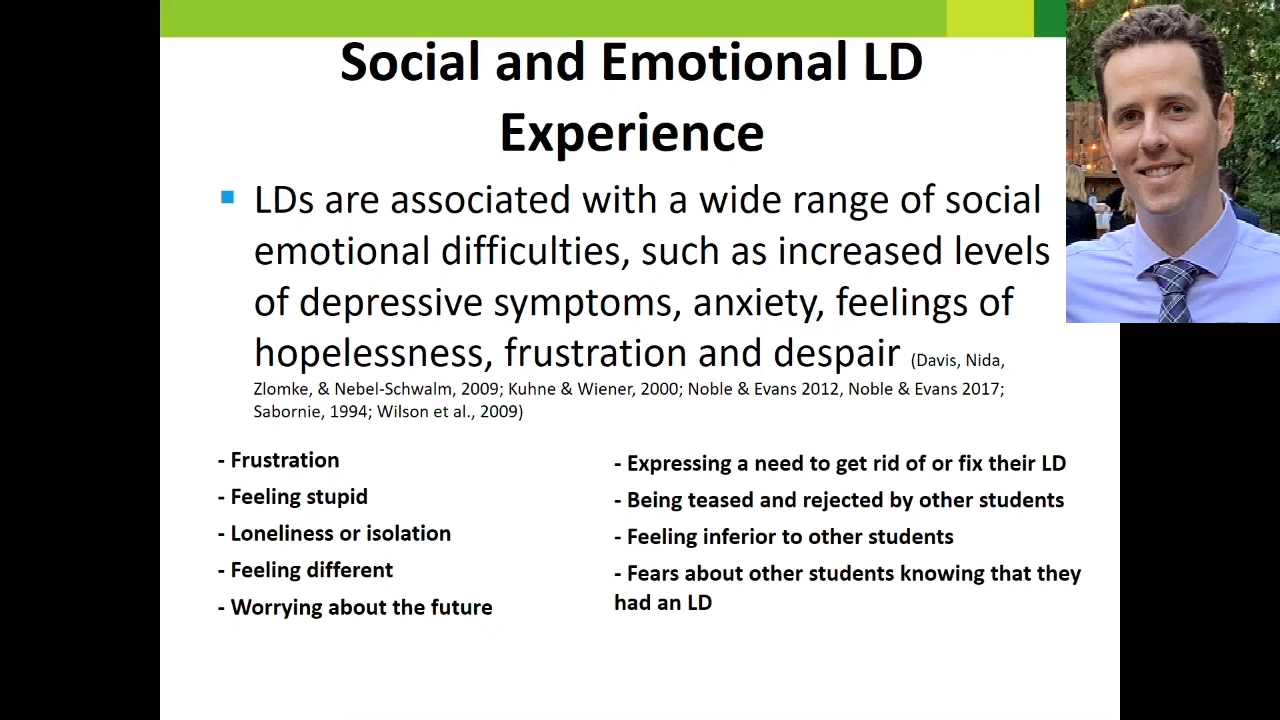 Social and Emotional LD
Experience
LDs are associated with a wide range of social
emotional difficulties, such as increased levels
of depressive symptoms, anxiety, feelings of
hopelessness, frustration and despair (Davis, Nida,
Zlomke, & Nebel-Schwalm, 2009; Kuhne & Wiener, 2000; Noble & Evans 2012, Noble & Evans 2017;
Sabornie, 1994; Wilson et al., 2009)
- Frustration
- Feeling stupid
- Loneliness or isolation
- Feeling different
- Worrying about the future
- Expressing a need to get rid of or fix their LD
- Being teased and rejected by other students
- Feeling inferior to other students
- Fears about other students knowing that they
had an LD